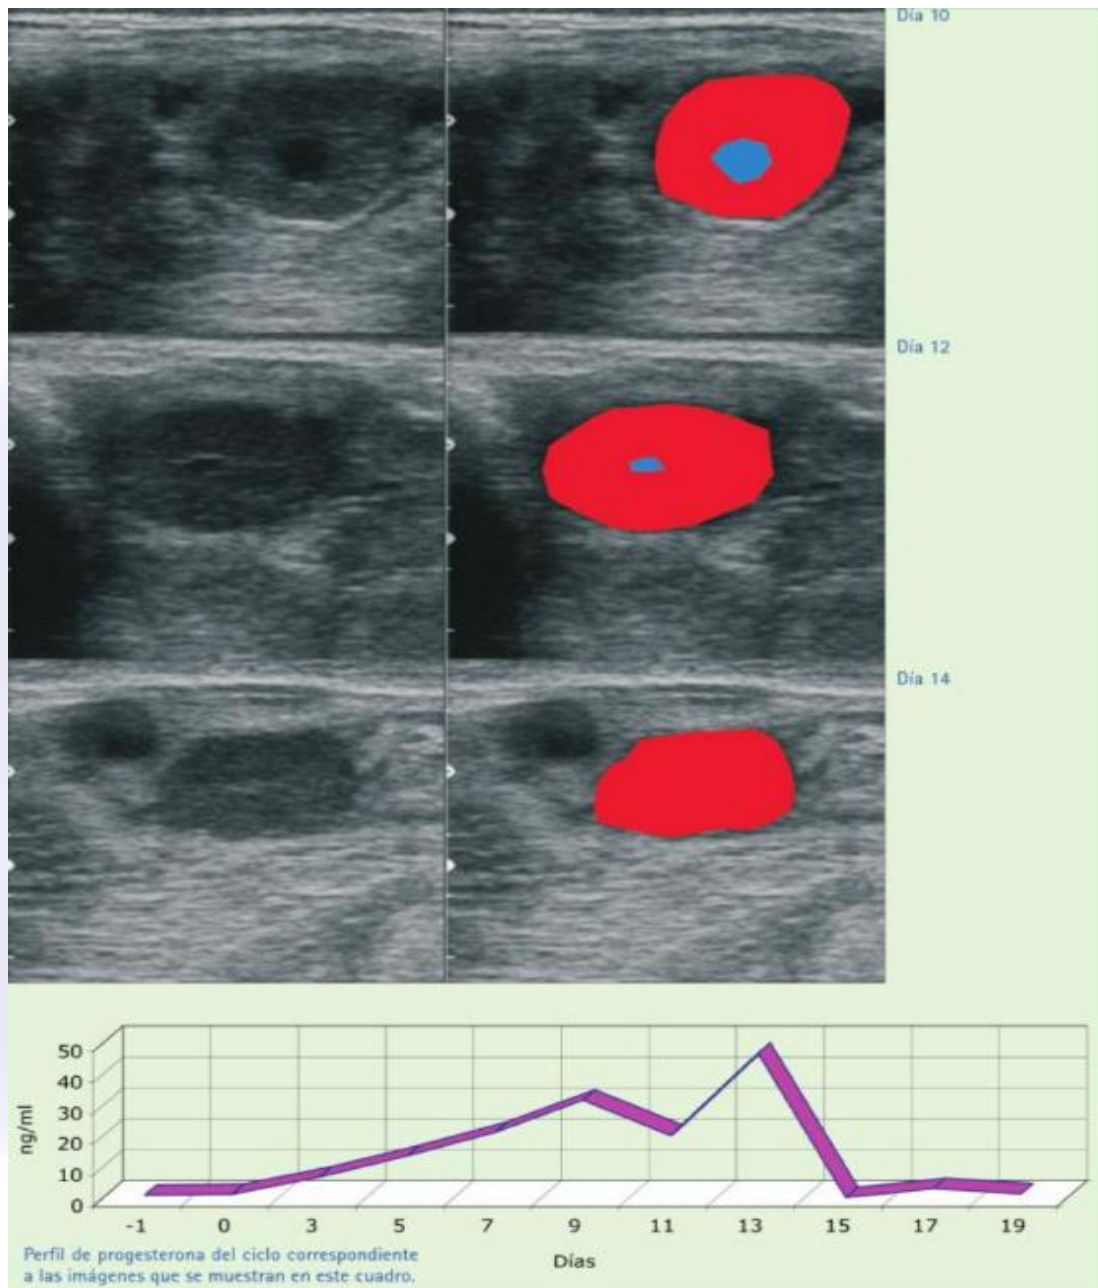 Día 10
Día 12
Día 14
50
40
30
20
10
0
ng/ml
-1 0 3 5 7 9 11 13 15 17 19
Días
Perfil de progesterona del ciclo correspondiente
a las imágenes que se muestran en este cuadro.